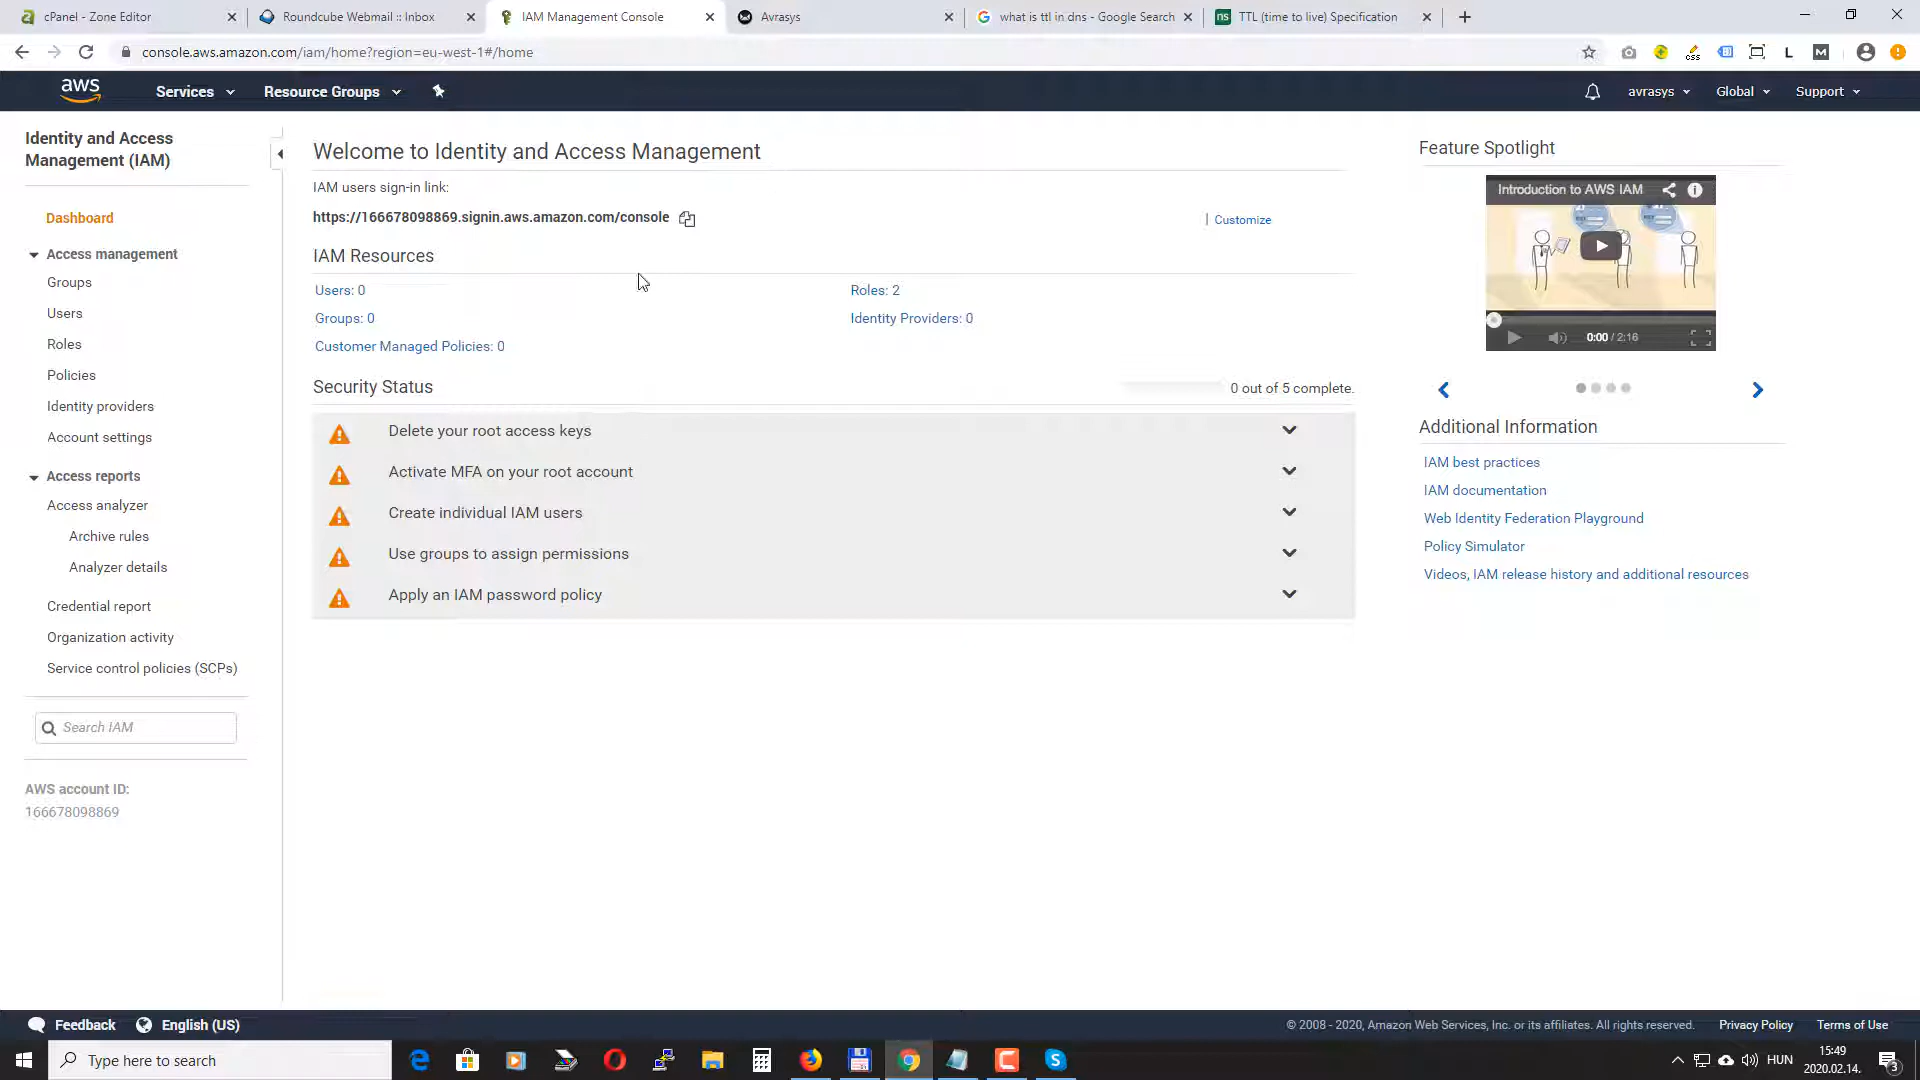 cPanel - Zone Editor
Roundcube Webmail :: Inbox
IAM Management Console
Avrasys
what is ttl in dns - Google Search
ns
TTL (time to live) Specification
console.aws.amazon.com/iam/home?region=eu-west-1#/home
css
L
M
aws
Services
Resource Groups
avrasys
Global
Support
Identity and Access
Management (IAM)
Dashboard
Access management
Groups
Users
Roles
Policies
Identity providers
Account settings
Access reports
Access analyzer
Archive rules
Analyzer details
Credential report
Organization activity
Service control policies (SCPs)
Search IAM
AWS account ID:
166678098869
Welcome to Identity and Access Management
IAM users sign-in link:
https://166678098869.signin.aws.amazon.com/console
| Customize
IAM Resources
Users: 0
Roles: 2
Groups: 0
Identity Providers: 0
Customer Managed Policies: 0
Security Status
0 out of 5 complete.
Delete your root access keys
Activate MFA on your root account
Create individual IAM users
Use groups to assign permissions
Apply an IAM password policy
Feature Spotlight
Introduction to AWS IAM
0:00 / 2:16
Additional Information
IAM best practices
IAM documentation
Web Identity Federation Playground
Policy Simulator
Videos, IAM release history and additional resources
Feedback
English (US)
© 2008 - 2020, Amazon Web Services, Inc. or its affiliates. All rights reserved.
Privacy Policy
Terms of Use
Type here to search
HUN
15:49
2020.02.14.
3